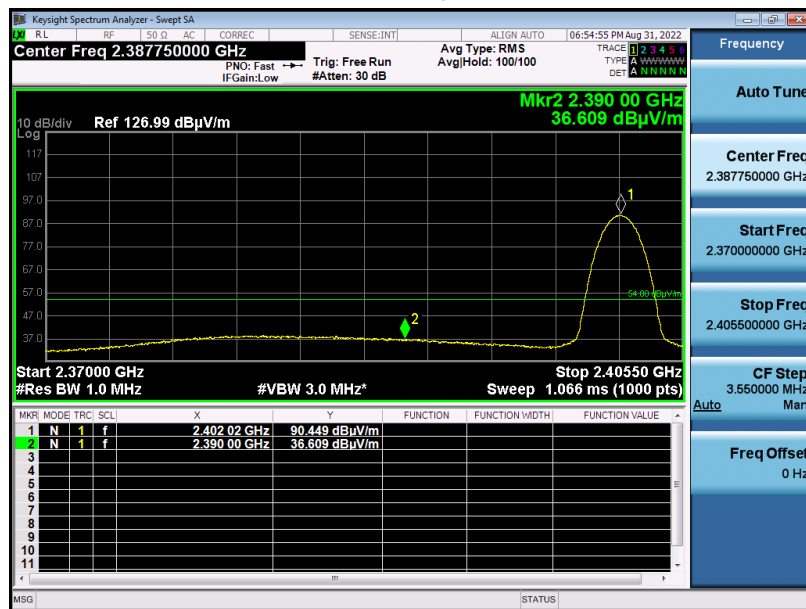 Keysight Spectrum Analyzer - Swept SA
LXI RL RF 50 Ω AC CORREC SENSE:INT ALIGN AUTO 06:54:55 PM Aug 31, 2022
Center Freq 2.387750000 GHz
PNO: Fast
IFGain:Low
Trig: Free Run
#Atten: 30 dB
Avg Type: RMS
Avg|Hold: 100/100
TRACE 1 2 3 4 5 6
TYPE A WWWWW
DET A N N N N N
Mkr2 2.390 00 GHz
36.609 dBµV/m
10 dB/div Ref 126.99 dBµV/m
Log
117
107
97.0
87.0
77.0
67.0
57.0
47.0
37.0
1
2
54.00 dBµV/m
Start 2.37000 GHz Stop 2.40550 GHz
#Res BW 1.0 MHz #VBW 3.0 MHz* Sweep 1.066 ms (1000 pts)
MKR MODE TRC SCL X Y FUNCTION FUNCTION WIDTH FUNCTION VALUE
1 N 1 f 2.402 02 GHz 90.449 dBµV/m
2 N 1 f 2.390 00 GHz 36.609 dBµV/m
3
4
5
6
7
8
9
10
11
MSG STATUS
Frequency
Auto Tune
Center Freq
2.387750000 GHz
Start Freq
2.370000000 GHz
Stop Freq
2.405500000 GHz
CF Step
3.550000 MHz
Auto Man
Freq Offset
0 Hz